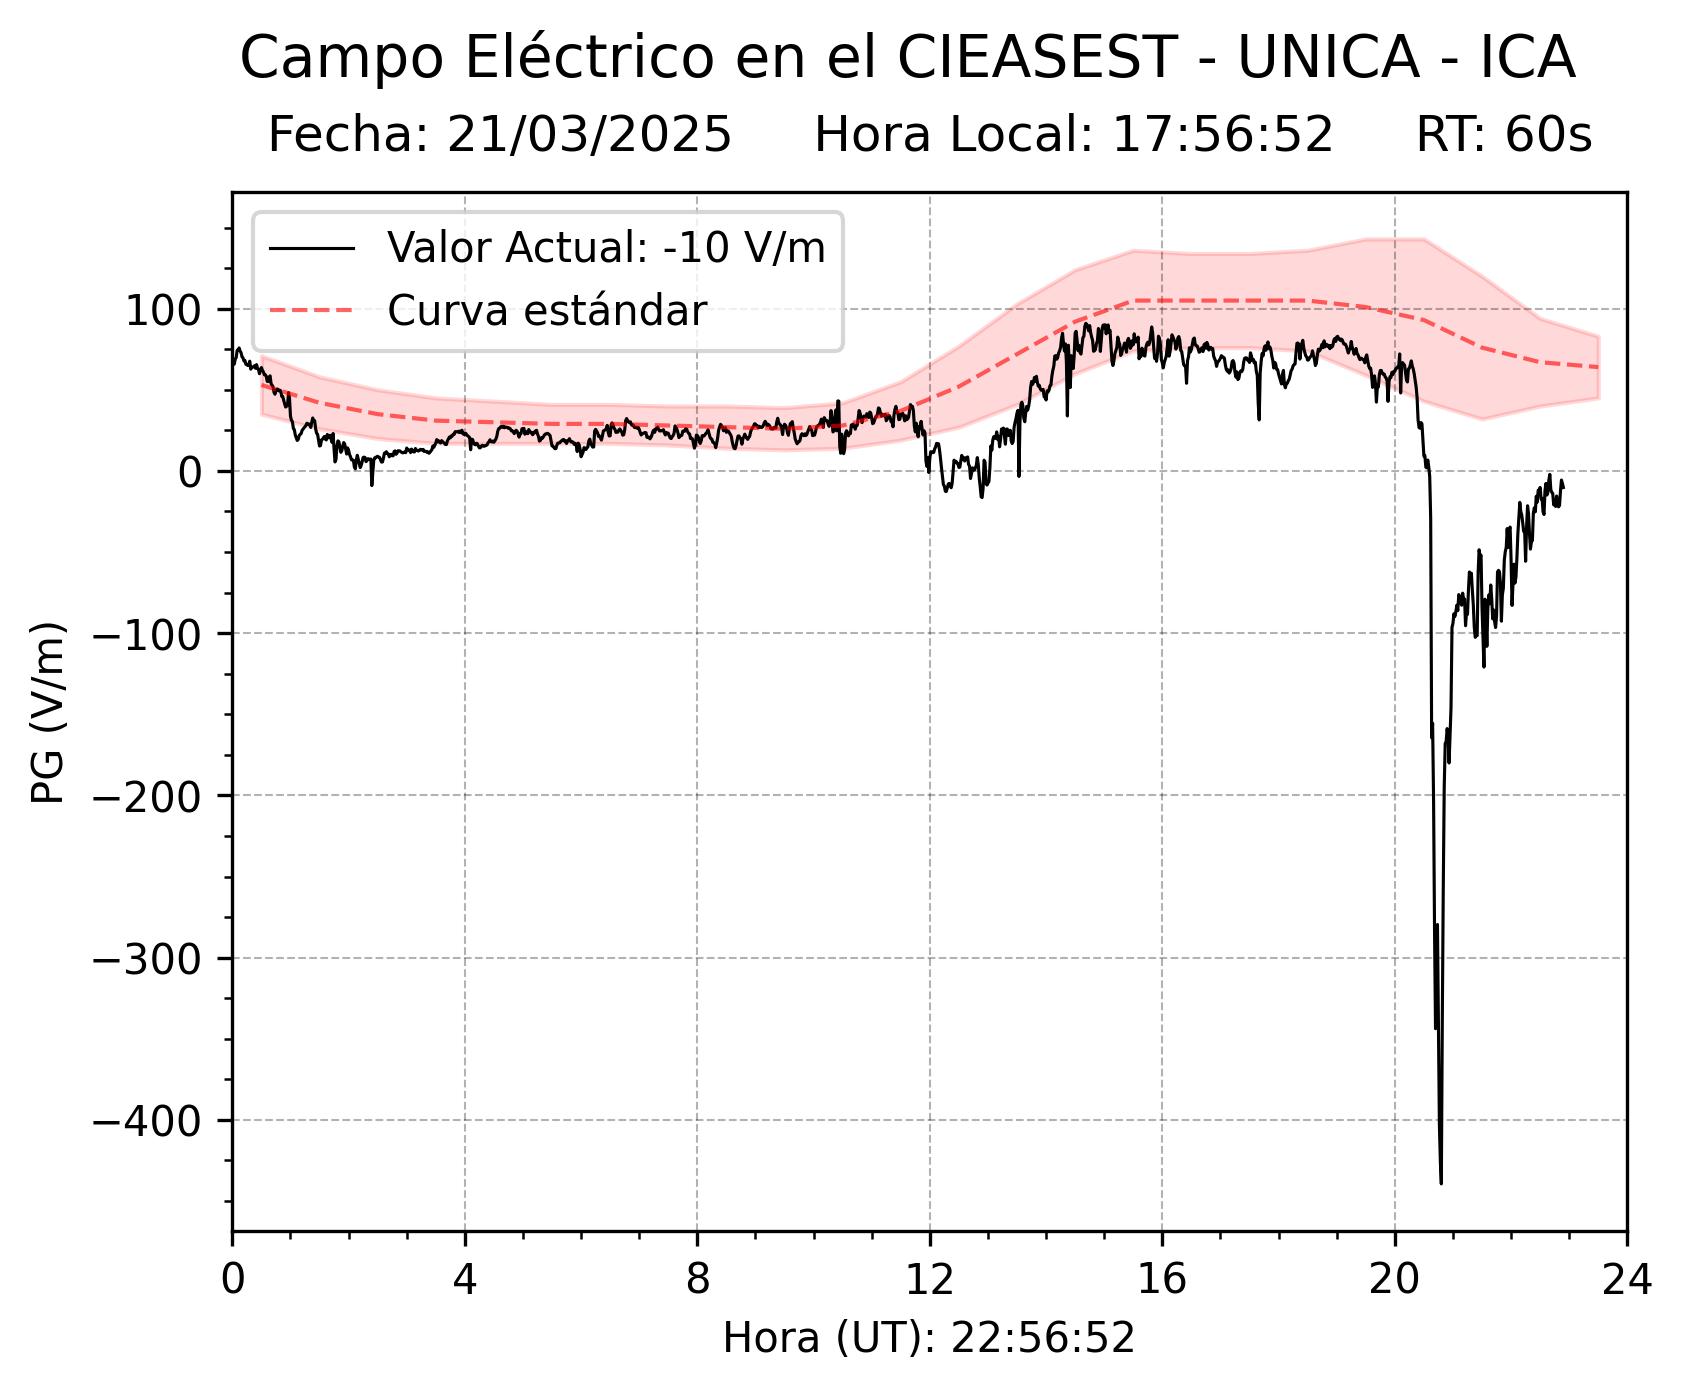 Campo Eléctrico en el CIEASEST - UNICA - ICA
Fecha: 21/03/2025 Hora Local: 17:56:52 RT: 60s
Valor Actual: -10 V/m
Curva estándar
PG (V/m)
100
0
−100
−200
−300
−400
0 4 8 12 16 20 24
Hora (UT): 22:56:52